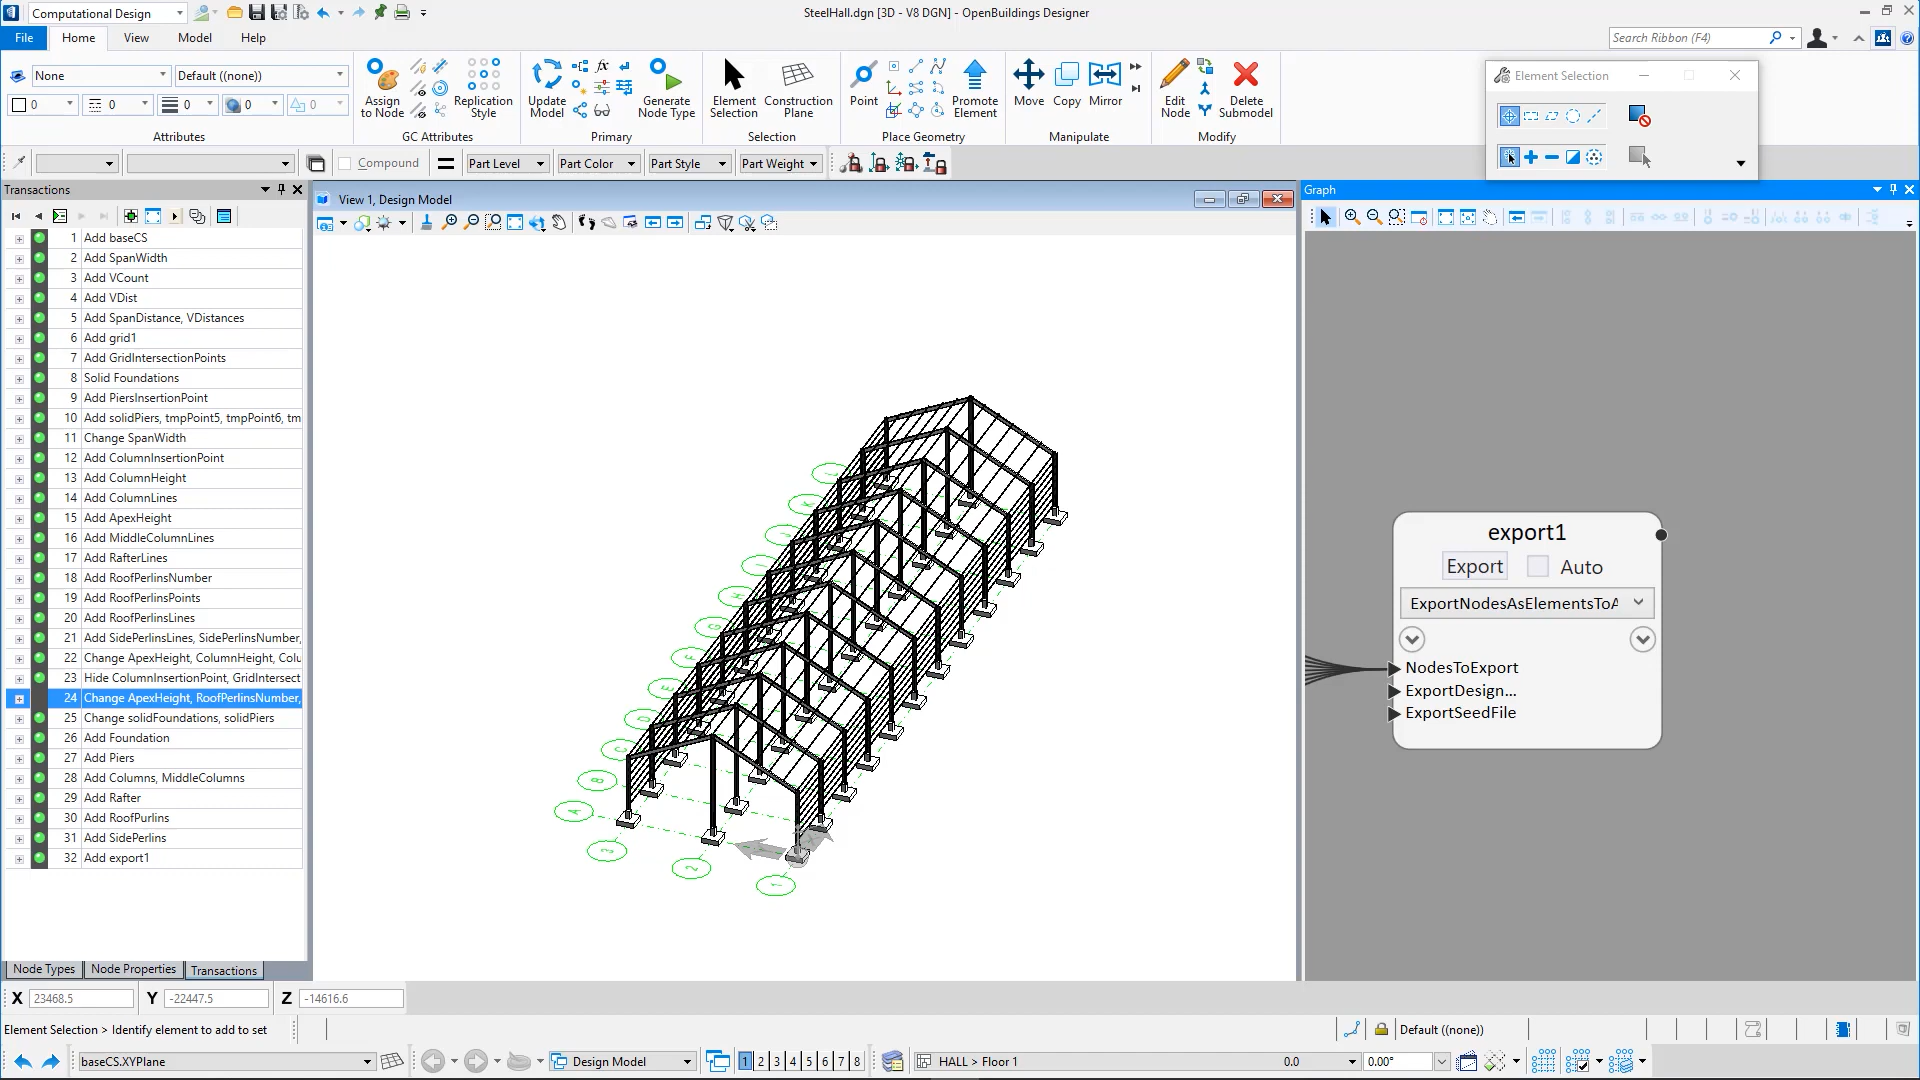 Computational Design
SteelHall.dgn [3D - V8 DGN] - OpenBuildings Designer
File Home View Model Help
Search Ribbon (F4)
None
Default ((none))
0 0 0 0 0
Attributes
Assign to Node
Replication Style
GC Attributes
Update Model
fx
Generate Node Type
Primary
Element Selection
Construction Plane
Selection
Point
Promote Element
Place Geometry
Move
Copy
Mirror
Manipulate
Edit Node
Delete Submodel
Modify
Element Selection
Compound
Part Level
Part Color
Part Style
Part Weight
Transactions
1 Add baseCS
2 Add SpanWidth
3 Add VCount
4 Add VDist
5 Add SpanDistance, VDistances
6 Add grid1
7 Add GridIntersectionPoints
8 Solid Foundations
9 Add PiersInsertionPoint
10 Add solidPiers, tmpPoint5, tmpPoint6, tm
11 Change SpanWidth
12 Add ColumnInsertionPoint
13 Add ColumnHeight
14 Add ColumnLines
15 Add ApexHeight
16 Add MiddleColumnLines
17 Add RafterLines
18 Add RoofPerlinsNumber
19 Add RoofPerlinsPoints
20 Add RoofPerlinsLines
21 Add SidePerlinsLines, SidePerlinsNumber,
22 Change ApexHeight, ColumnHeight, Colu
23 Hide ColumnInsertionPoint, GridIntersect
24 Change ApexHeight, RoofPerlinsNumber,
25 Change solidFoundations, solidPiers
26 Add Foundation
27 Add Piers
28 Add Columns, MiddleColumns
29 Add Rafter
30 Add RoofPurlins
31 Add SidePerlins
32 Add export1
Node Types
Node Properties
Transactions
View 1, Design Model
L
K
J
I
H
G
F
E
D
C
B
A
3
2
1
Graph
export1
Export
Auto
ExportNodesAsElementsToA
NodesToExport
ExportDesign...
ExportSeedFile
X 23468.5
Y -22447.5
Z -14616.6
Element Selection > Identify element to add to set
Default ((none))
baseCS.XYPlane
Design Model
1 2 3 4 5 6 7 8
HALL > Floor 1
0.0
0.00°